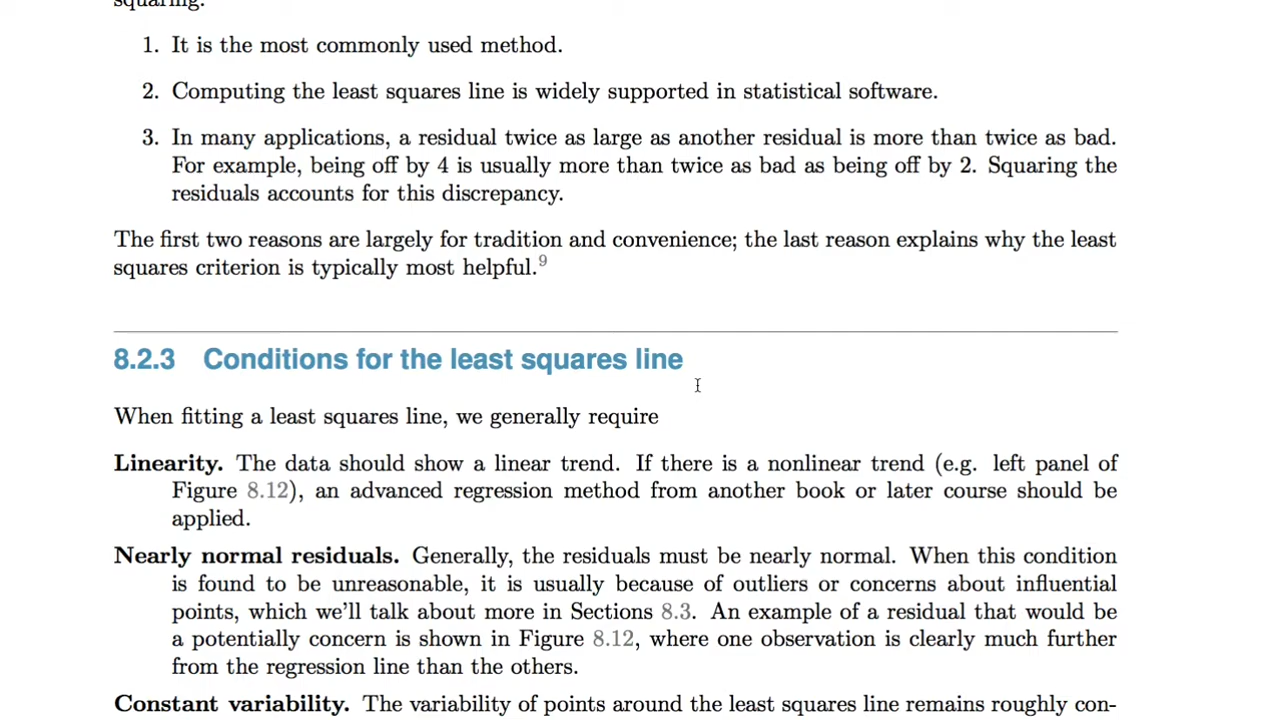 squaring:
1. It is the most commonly used method.
2. Computing the least squares line is widely supported in statistical software.
3. In many applications, a residual twice as large as another residual is more than twice as bad.
For example, being off by 4 is usually more than twice as bad as being off by 2. Squaring the
residuals accounts for this discrepancy.
The first two reasons are largely for tradition and convenience; the last reason explains why the least
squares criterion is typically most helpful.9
8.2.3 Conditions for the least squares line
When fitting a least squares line, we generally require
Linearity. The data should show a linear trend. If there is a nonlinear trend (e.g. left panel of
Figure 8.12), an advanced regression method from another book or later course should be
applied.
Nearly normal residuals. Generally, the residuals must be nearly normal. When this condition
is found to be unreasonable, it is usually because of outliers or concerns about influential
points, which we'll talk about more in Sections 8.3. An example of a residual that would be
a potentially concern is shown in Figure 8.12, where one observation is clearly much further
from the regression line than the others.
Constant variability. The variability of points around the least squares line remains roughly con-